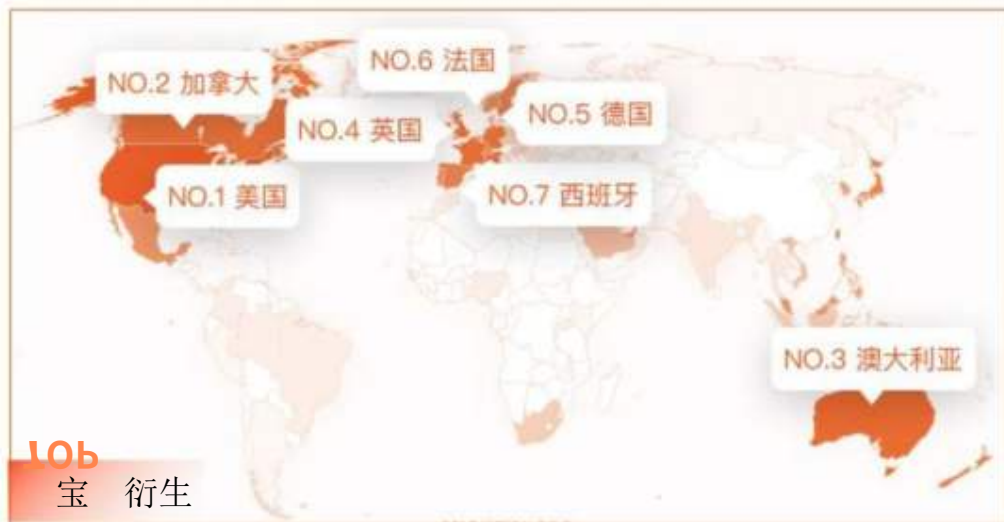 NO.6 法国
NO.2 加拿大
NO.5 德国
NO.4 英国
NO.1 美国
NO.7 西班牙
NO.3 澳大利亚
宝 衍生